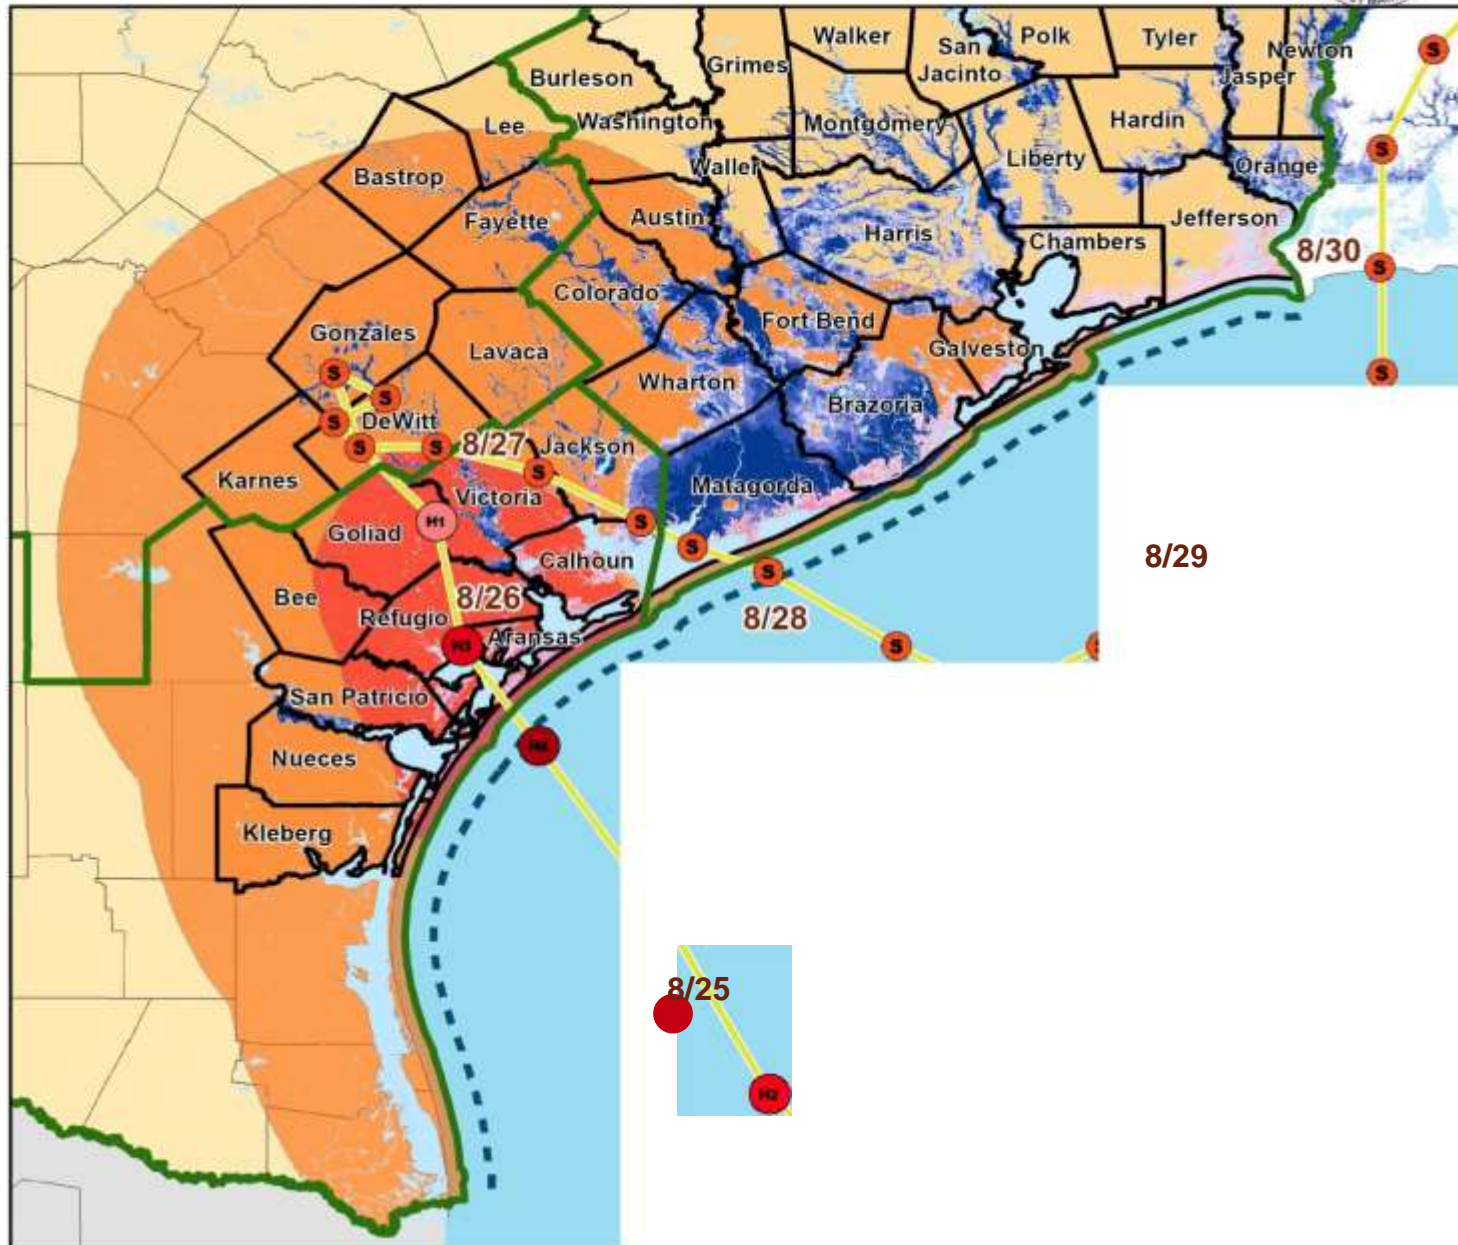 Walker
San
Jacinto
Polk
Tyler
Newton
Jasper
Grimes
Burleson
Lee
Washington
Montgomery
Hardin
Liberty
Orange
Waller
Bastrop
Fayette
Austin
Harris
Jefferson
Chambers
8/30
S
S
S
S
Colorado
Fort Bend
Galveston
Gonzales
Lavaca
Wharton
Brazoria
S
S
S
DeWitt
S
S
8/27
Jackson
S
Karnes
Victoria
Matagorda
H1
Goliad
S
S
Calhoun
S
8/29
Bee
8/26
Refugio
8/28
Aransas
H3
S
S
San Patricio
Nueces
H4
Kleberg
8/25
H2